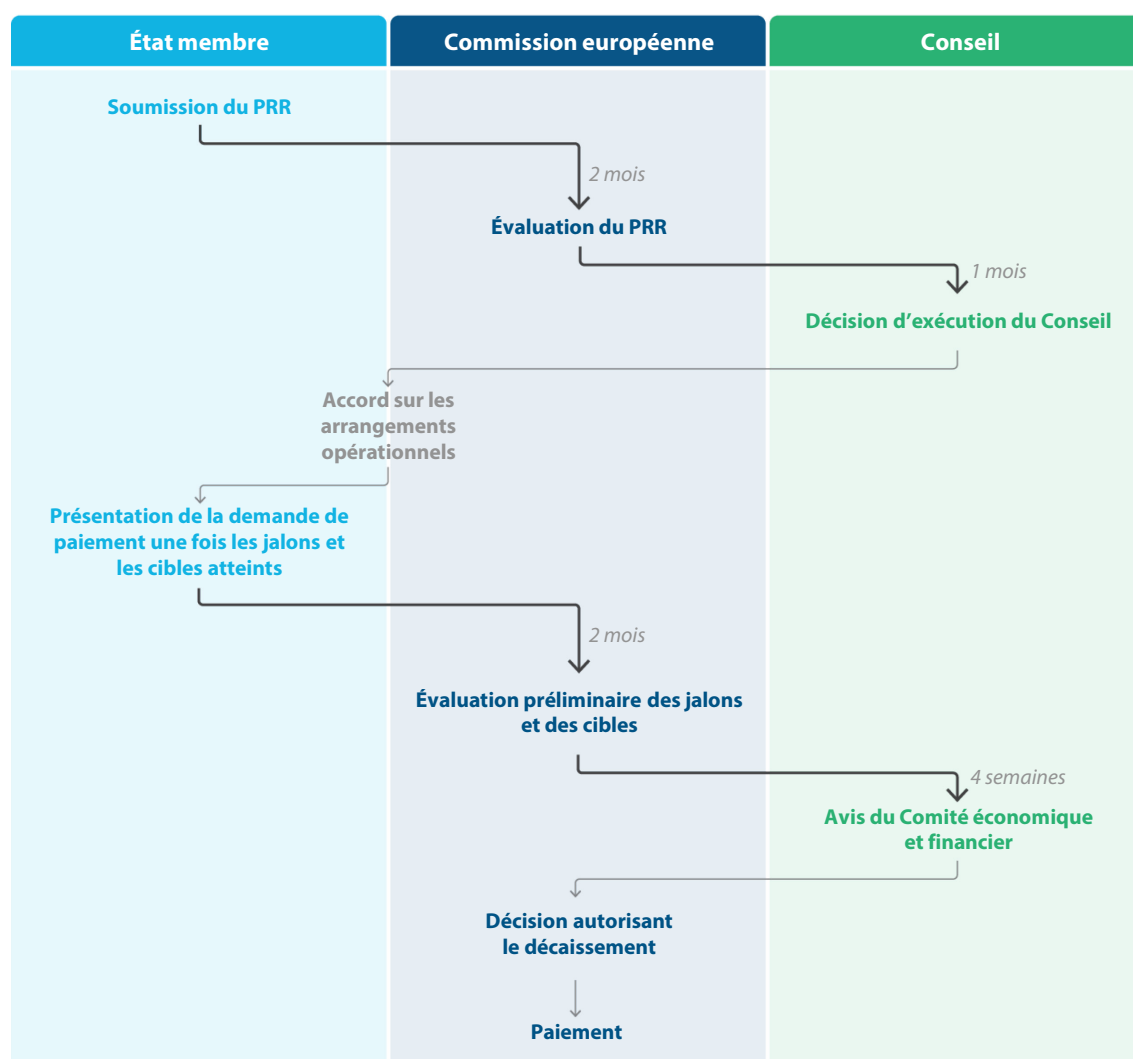 État membre
Commission européenne
Conseil
Soumission du PRR
2 mois
Évaluation du PRR
1 mois
Décision d’exécution du Conseil
Accord sur les
arrangements
opérationnels
Présentation de la demande de
paiement une fois les jalons et
les cibles atteints
2 mois
Évaluation préliminaire des jalons
et des cibles
4 semaines
Avis du Comité économique
et financier
Décision autorisant
le décaissement
Paiement